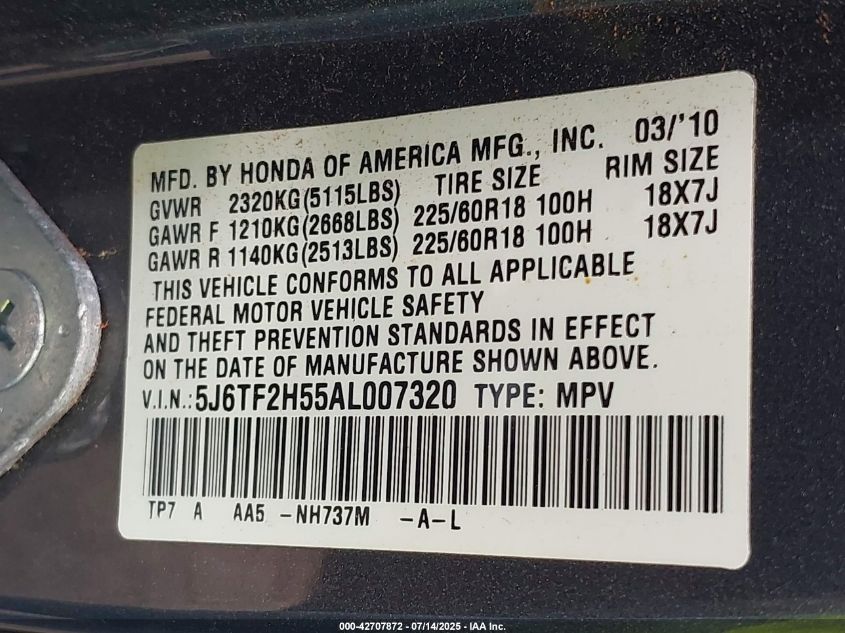 MFD. BY HONDA OF AMERICA MFG., INC. 03/'10
GVWR 2320KG(5115LBS) TIRE SIZE RIM SIZE
GAWR F 1210KG(2668LBS) 225/60R18 100H 18X7J
GAWR R 1140KG(2513LBS) 225/60R18 100H 18X7J
THIS VEHICLE CONFORMS TO ALL APPLICABLE
FEDERAL MOTOR VEHICLE SAFETY
AND THEFT PREVENTION STANDARDS IN EFFECT
ON THE DATE OF MANUFACTURE SHOWN ABOVE.
V.I.N.: 5J6TF2H55AL007320 TYPE: MPV
TP7 A AA5 -NH737M -A-L
000-42707872 - 07/14/2025 - IAA Inc.